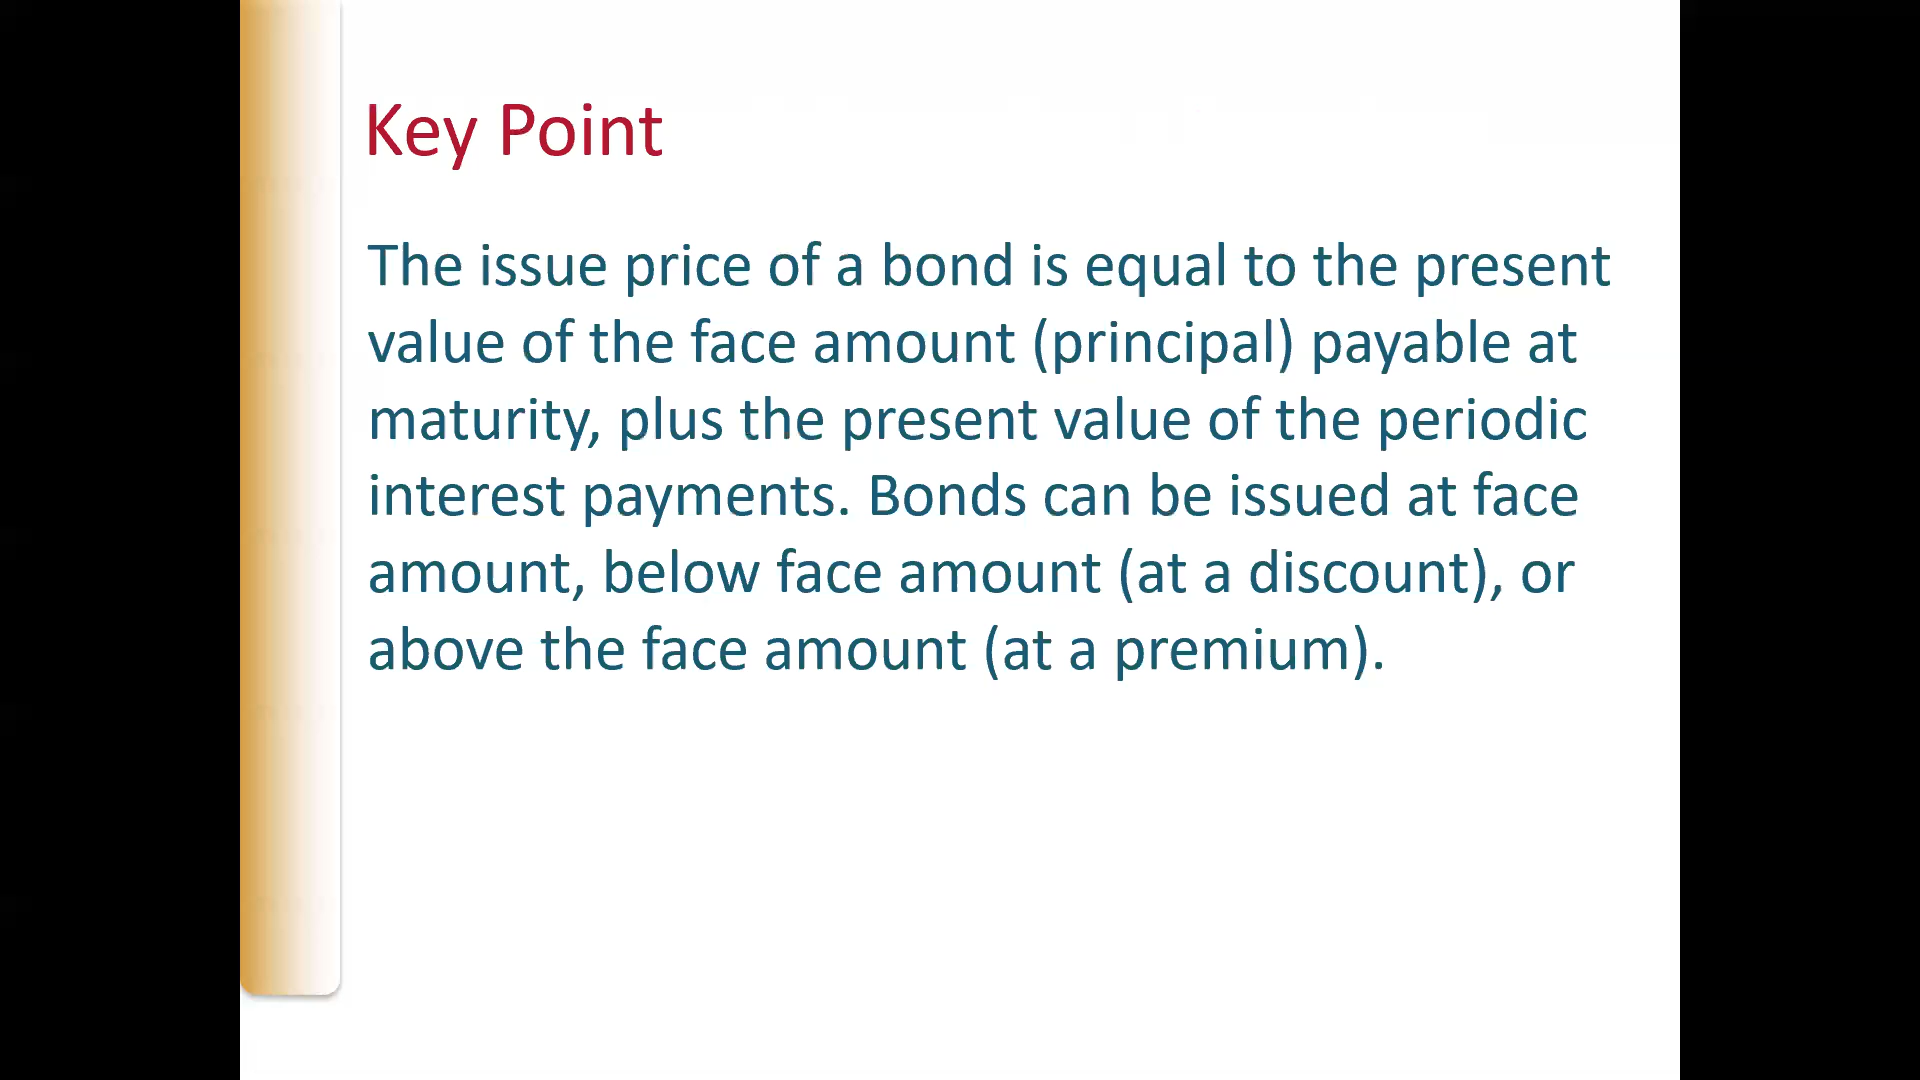 Key Point
The issue price of a bond is equal to the present
value of the face amount (principal) payable at
maturity, plus the present value of the periodic
interest payments. Bonds can be issued at face
amount, below face amount (at a discount), or
above the face amount (at a premium).